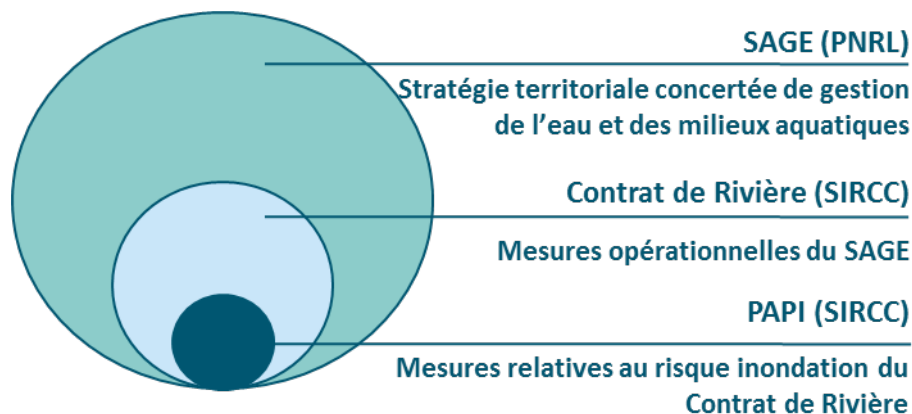 SAGE (PNRL)
Stratégie territoriale concertée de gestion
de l’eau et des milieux aquatiques
Contrat de Rivière (SIRCC)
Mesures opérationnelles du SAGE
PAPI (SIRCC)
Mesures relatives au risque inondation du
Contrat de Rivière